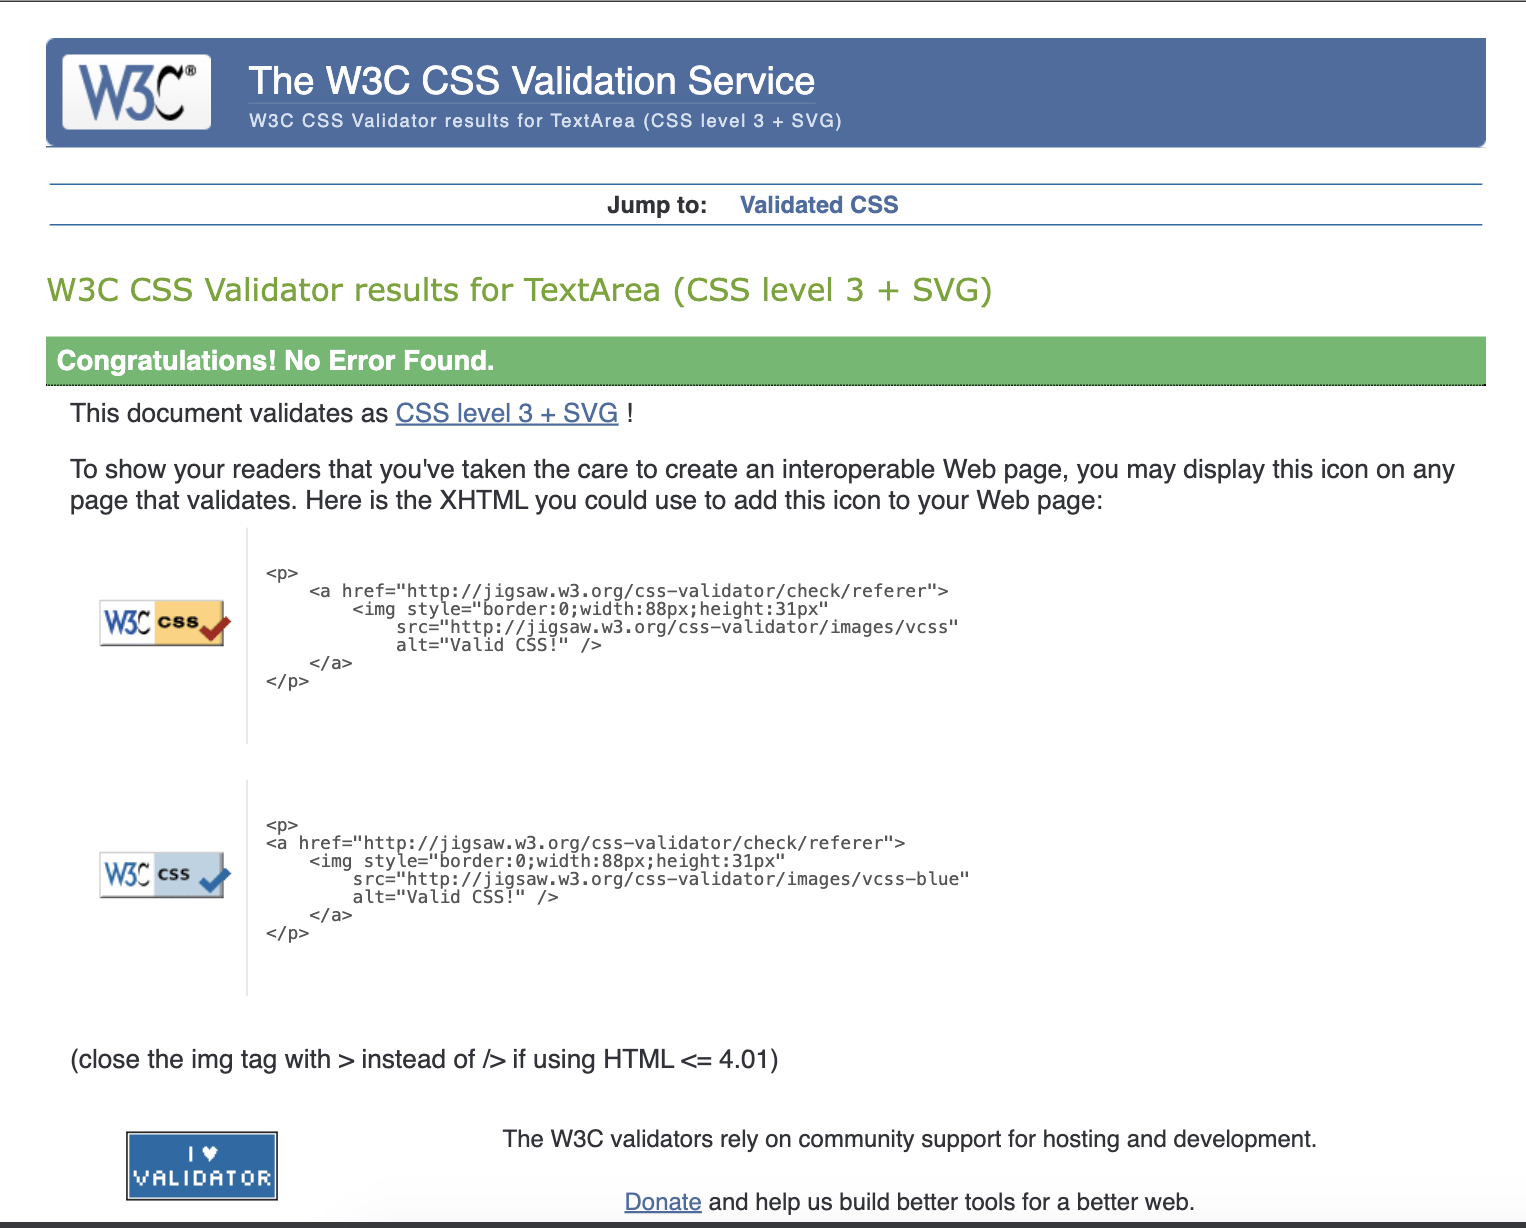 W3C®
The W3C CSS Validation Service
W3C CSS Validator results for TextArea (CSS level 3 + SVG)
Jump to: Validated CSS
W3C CSS Validator results for TextArea (CSS level 3 + SVG)
Congratulations! No Error Found.
This document validates as CSS level 3 + SVG !
To show your readers that you've taken the care to create an interoperable Web page, you may display this icon on any
page that validates. Here is the XHTML you could use to add this icon to your Web page:
W3C css
<p>
    <a href="http://jigsaw.w3.org/css-validator/check/referer">
        <img style="border:0;width:88px;height:31px"
            src="http://jigsaw.w3.org/css-validator/images/vcss"
            alt="Valid CSS!" />
    </a>
</p>
W3C css
<p>
<a href="http://jigsaw.w3.org/css-validator/check/referer">
    <img style="border:0;width:88px;height:31px"
        src="http://jigsaw.w3.org/css-validator/images/vcss-blue"
        alt="Valid CSS!" />
    </a>
</p>
(close the img tag with > instead of /> if using HTML <= 4.01)
I ♥
VALIDATOR
The W3C validators rely on community support for hosting and development.
Donate and help us build better tools for a better web.